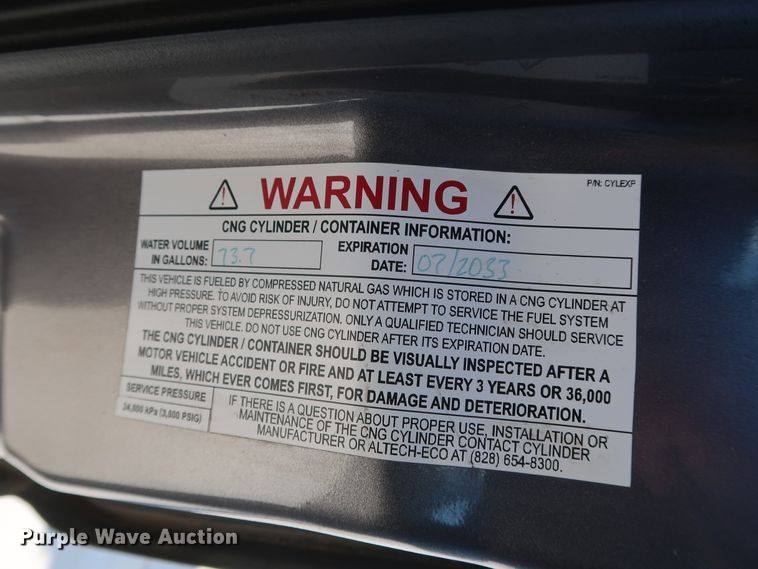 WARNING
P/N: CYLEXP
CNG CYLINDER / CONTAINER INFORMATION:
WATER VOLUME IN GALLONS: 73.7
EXPIRATION DATE: 07/2033
THIS VEHICLE IS FUELED BY COMPRESSED NATURAL GAS WHICH IS STORED IN A CNG CYLINDER AT
HIGH PRESSURE. TO AVOID RISK OF INJURY, DO NOT ATTEMPT TO SERVICE THE FUEL SYSTEM
WITHOUT PROPER SYSTEM DEPRESSURIZATION. ONLY A QUALIFIED TECHNICIAN SHOULD SERVICE
THIS VEHICLE. DO NOT USE CNG CYLINDER AFTER ITS EXPIRATION DATE.
THE CNG CYLINDER / CONTAINER SHOULD BE VISUALLY INSPECTED AFTER A
MOTOR VEHICLE ACCIDENT OR FIRE AND AT LEAST EVERY 3 YEARS OR 36,000
MILES, WHICH EVER COMES FIRST, FOR DAMAGE AND DETERIORATION.
SERVICE PRESSURE
24,800 kPa (3,600 PSIG)
IF THERE IS A QUESTION ABOUT PROPER USE, INSTALLATION OR
MAINTENANCE OF THE CNG CYLINDER CONTACT CYLINDER
MANUFACTURER OR ALTECH-ECO AT (828) 654-8300.
Purple Wave Auction